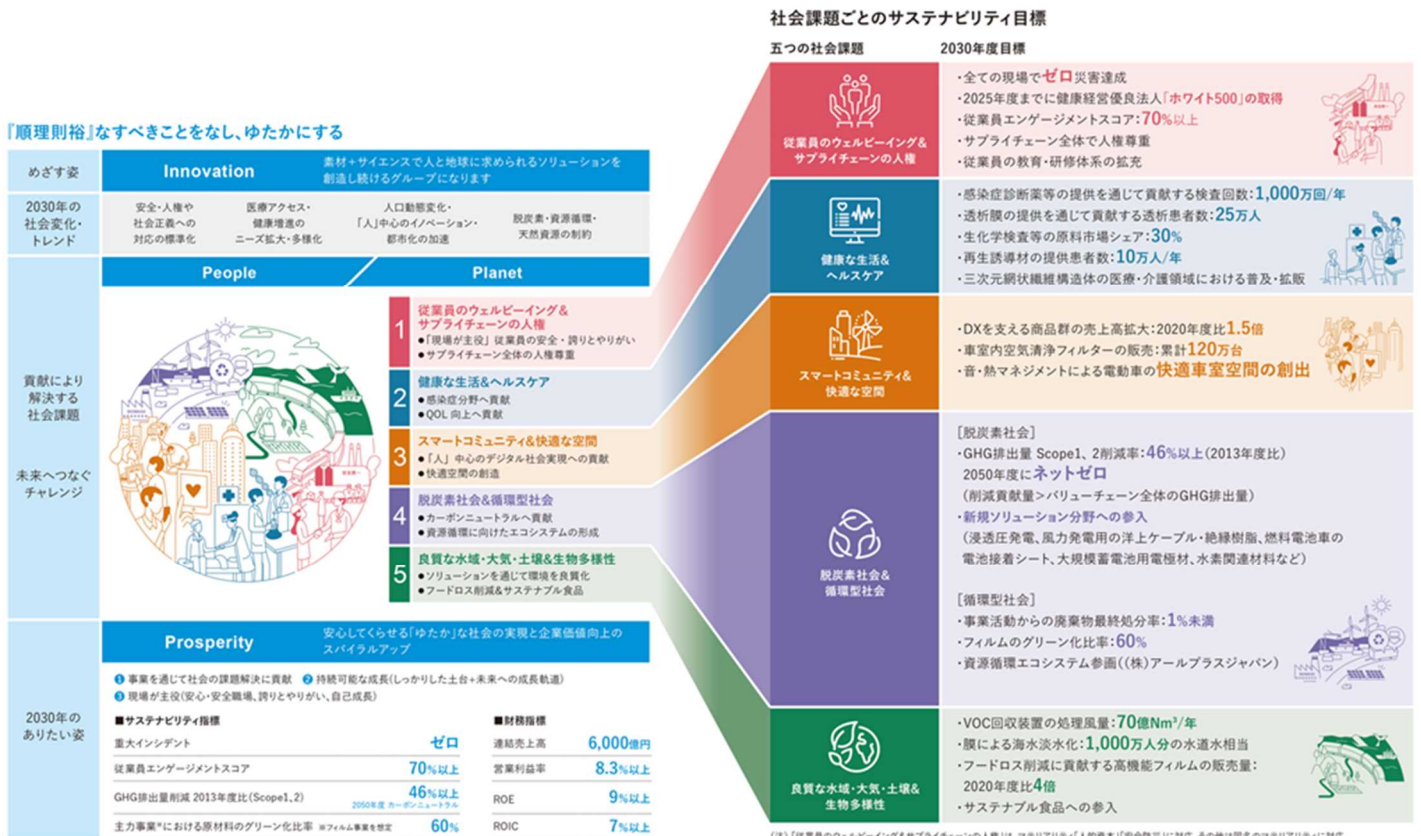 『順理則裕』なすべきことをなし、ゆたかにする
めざす姿
Innovation
素材+サイエンスで人と地球に求められるソリューションを
創造し続けるグループになります
2030年の
社会変化・
トレンド
安全・人権や
社会正義への
対応の標準化
医療アクセス・
健康増進の
ニーズ拡大・多様化
人口動態変化・
「人」中心のイノベーション・
都市化の加速
脱炭素・資源循環・
天然資源の制約
貢献により
解決する
社会課題
未来へつなぐ
チャレンジ
People
Planet
1
従業員のウェルビーイング&
サプライチェーンの人権
●「現場が主役」従業員の安全・誇りとやりがい
●サプライチェーン全体の人権尊重
2
健康な生活&ヘルスケア
●感染症分野へ貢献
●QOL 向上へ貢献
3
スマートコミュニティ&快適な空間
●「人」中心のデジタル社会実現への貢献
●快適空間の創造
4
脱炭素社会&循環型社会
●カーボンニュートラルへ貢献
●資源循環に向けたエコシステムの形成
5
良質な水域・大気・土壌&生物多様性
●ソリューションを通じて環境を良質化
●フードロス削減&サステナブル食品
2030年の
ありたい姿
Prosperity
安心してくらせる「ゆたか」な社会の実現と企業価値向上の
スパイラルアップ
❶ 事業を通じて社会の課題解決に貢献 ❷ 持続可能な成長(しっかりした土台+未来への成長軌道)
❸ 現場が主役(安心・安全職場、誇りとやりがい、自己成長)
■サステナビリティ指標
重大インシデント ゼロ
従業員エンゲージメントスコア 70%以上
GHG排出量削減 2013年度比(Scope1、2) 46%以上
2050年度 カーボンニュートラル
主力事業※における原材料のグリーン化比率 ※フィルム事業を想定 60%
■財務指標
連結売上高 6,000億円
営業利益率 8.3%以上
ROE 9%以上
ROIC 7%以上
社会課題ごとのサステナビリティ目標
五つの社会課題
2030年度目標
従業員のウェルビーイング&
サプライチェーンの人権
・全ての現場でゼロ災害達成
・2025年度までに健康経営優良法人「ホワイト500」の取得
・従業員エンゲージメントスコア:70%以上
・サプライチェーン全体で人権尊重
・従業員の教育・研修体系の拡充
健康な生活&
ヘルスケア
・感染症診断薬等の提供を通じて貢献する検査回数:1,000万回/年
・透析膜の提供を通じて貢献する透析患者数:25万人
・生化学検査等の原料市場シェア:30%
・再生誘導材の提供患者数:10万人/年
・三次元網状繊維構造体の医療・介護領域における普及・拡販
スマートコミュニティ&
快適な空間
・DXを支える商品群の売上高拡大:2020年度比1.5倍
・車室内空気清浄フィルターの販売:累計120万台
・音・熱マネジメントによる電動車の快適車室空間の創出
脱炭素社会&
循環型社会
[脱炭素社会]
・GHG排出量 Scope1、2削減率:46%以上(2013年度比)
2050年度にネットゼロ
(削減貢献量>バリューチェーン全体のGHG排出量)
・新規ソリューション分野への参入
(浸透圧発電、風力発電用の洋上ケーブル・絶縁樹脂、燃料電池車の
電池接着シート、大規模蓄電池用電極材、水素関連材料など)
[循環型社会]
・事業活動からの廃棄物最終処分率:1%未満
・フィルムのグリーン化比率:60%
・資源循環エコシステム参画((株)アールプラスジャパン)
良質な水域・大気・土壌&
生物多様性
・VOC回収装置の処理風量:70億Nm³/年
・膜による海水淡水化:1,000万人分の水道水相当
・フードロス削減に貢献する高機能フィルムの販売量:
2020年度比4倍
・サステナブル食品への参入